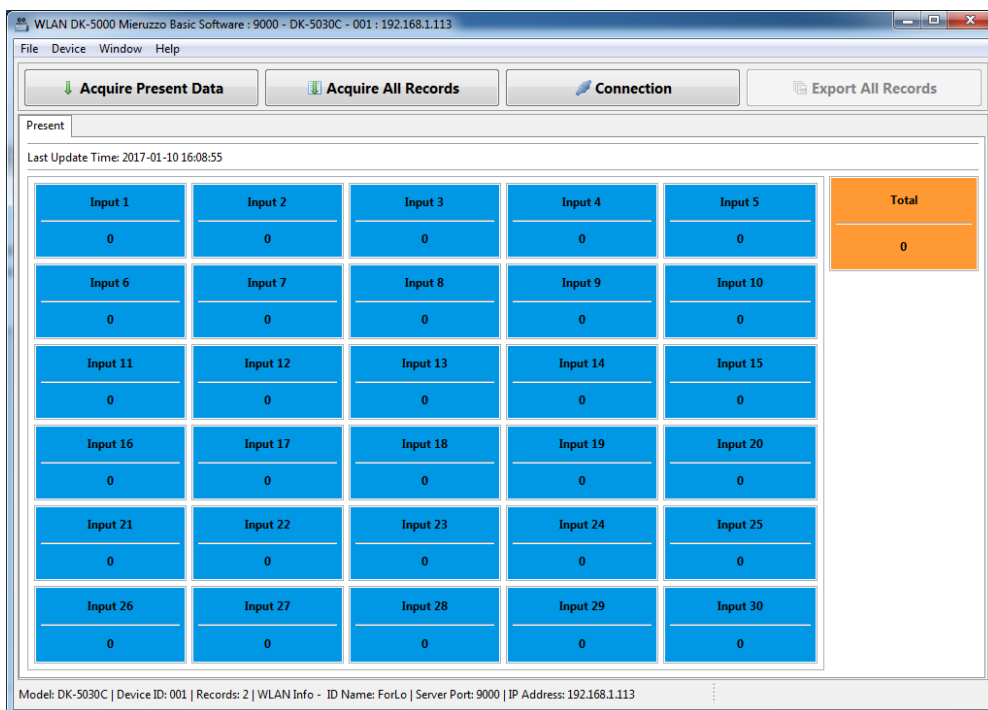 WLAN DK-5000 Mieruzzo Basic Software : 9000 - DK-5030C - 001 : 192.168.1.113
File Device Window Help
Acquire Present Data Acquire All Records Connection Export All Records
Present
Last Update Time: 2017-01-10 16:08:55
Input 1 Input 2 Input 3 Input 4 Input 5 Total
0 0 0 0 0 0
Input 6 Input 7 Input 8 Input 9 Input 10
0 0 0 0 0
Input 11 Input 12 Input 13 Input 14 Input 15
0 0 0 0 0
Input 16 Input 17 Input 18 Input 19 Input 20
0 0 0 0 0
Input 21 Input 22 Input 23 Input 24 Input 25
0 0 0 0 0
Input 26 Input 27 Input 28 Input 29 Input 30
0 0 0 0 0
Model: DK-5030C | Device ID: 001 | Records: 2 | WLAN Info - ID Name: ForLo | Server Port: 9000 | IP Address: 192.168.1.113